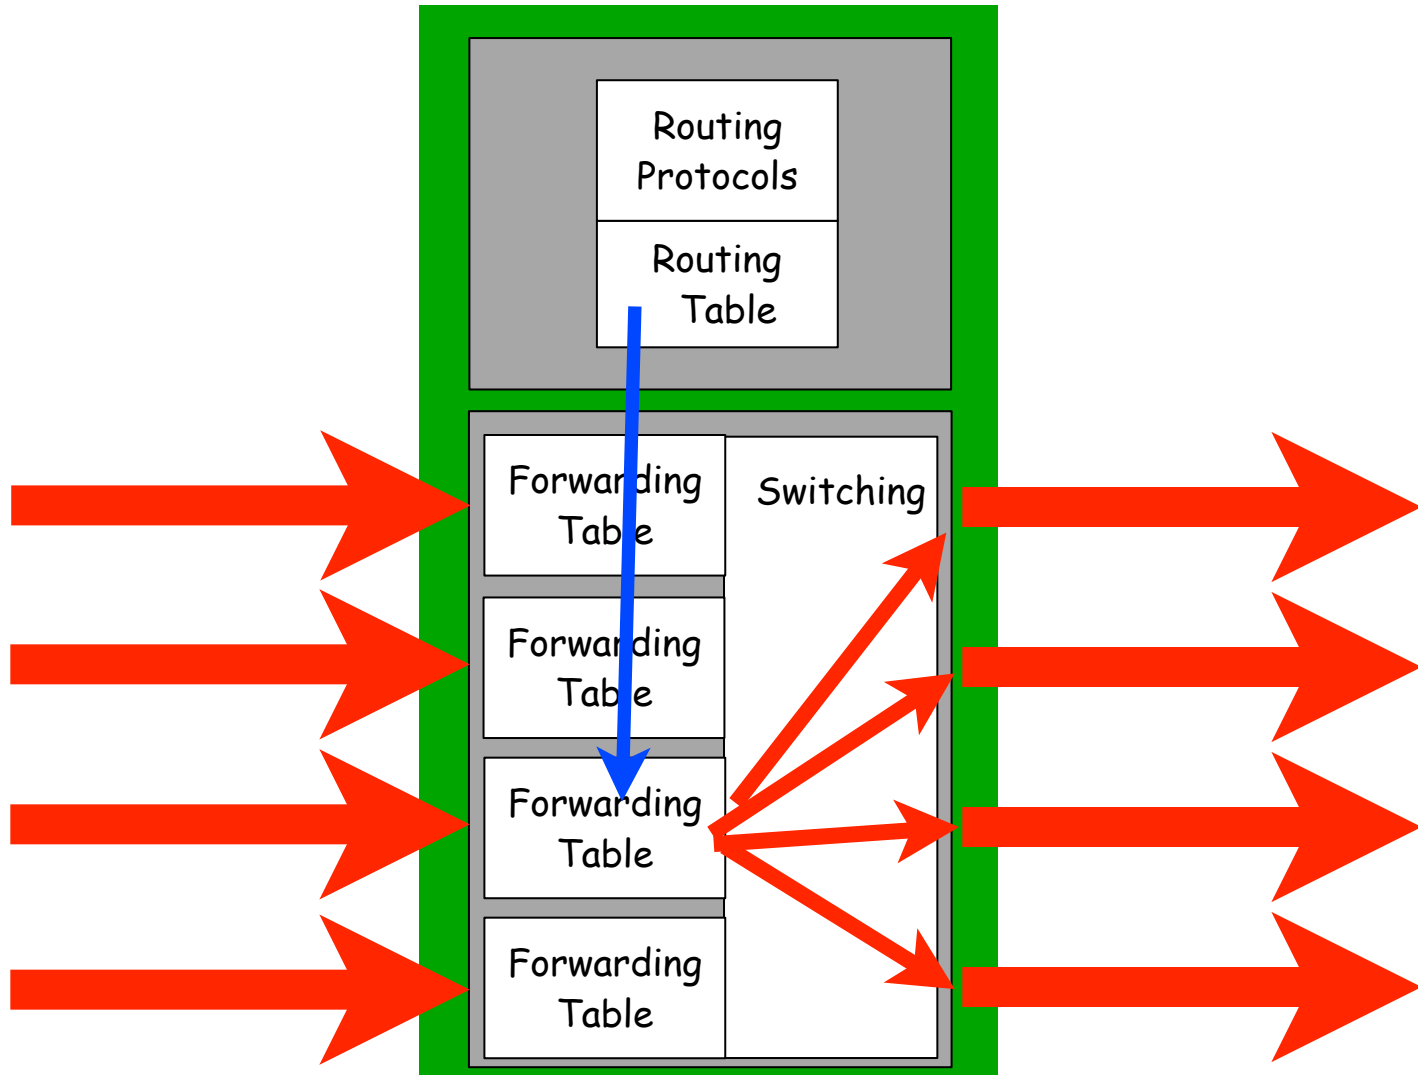 Routing
Protocols
Routing
Table
Forwarding
Table
Switching
Forwarding
Table
Forwarding
Table
Forwarding
Table